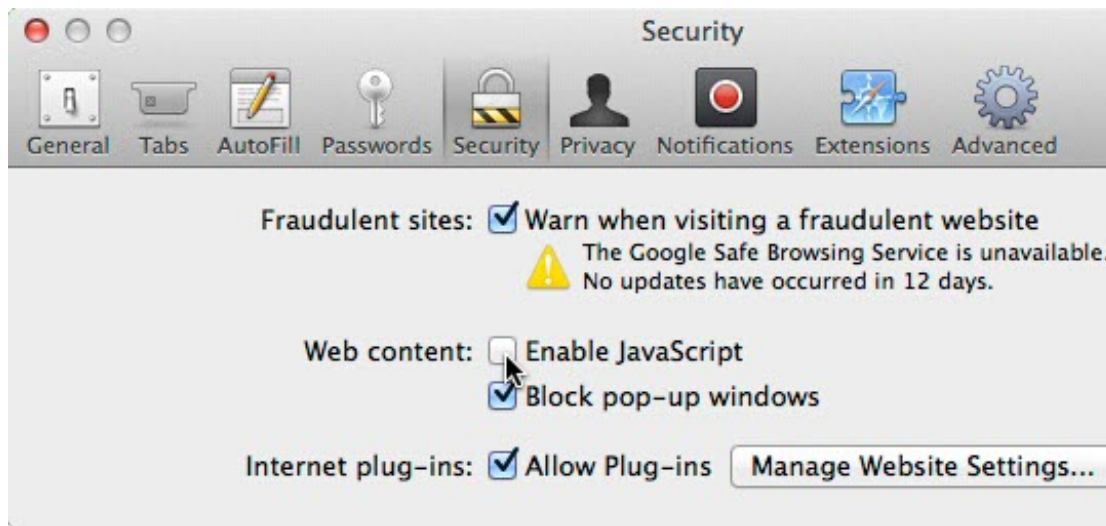 Security
General Tabs AutoFill Passwords Security Privacy Notifications Extensions Advanced
Fraudulent sites: Warn when visiting a fraudulent website
The Google Safe Browsing Service is unavailable.
No updates have occurred in 12 days.
Web content: Enable JavaScript
Block pop-up windows
Internet plug-ins: Allow Plug-ins Manage Website Settings...